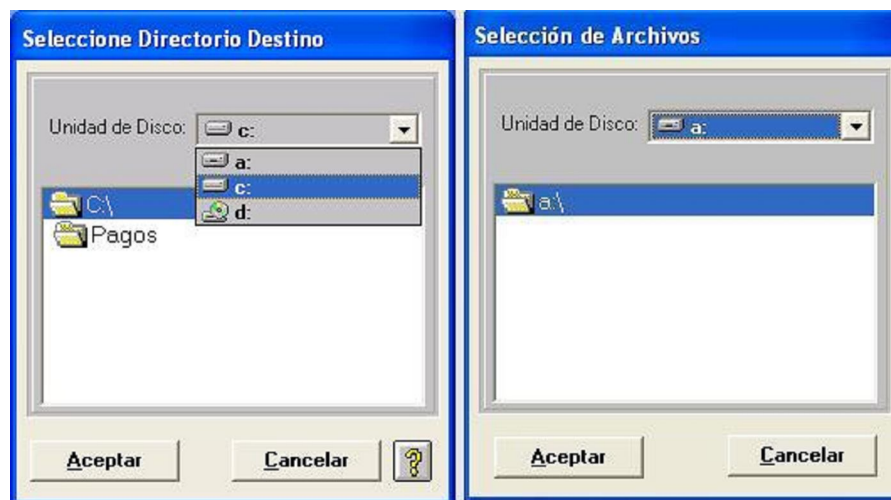 Seleccione Directorio Destino
Unidad de Disco: c:
a:
c:
d:
C:\
Pagos
Aceptar Cancelar ?
Selección de Archivos
Unidad de Disco: a:
a:\
Aceptar Cancelar